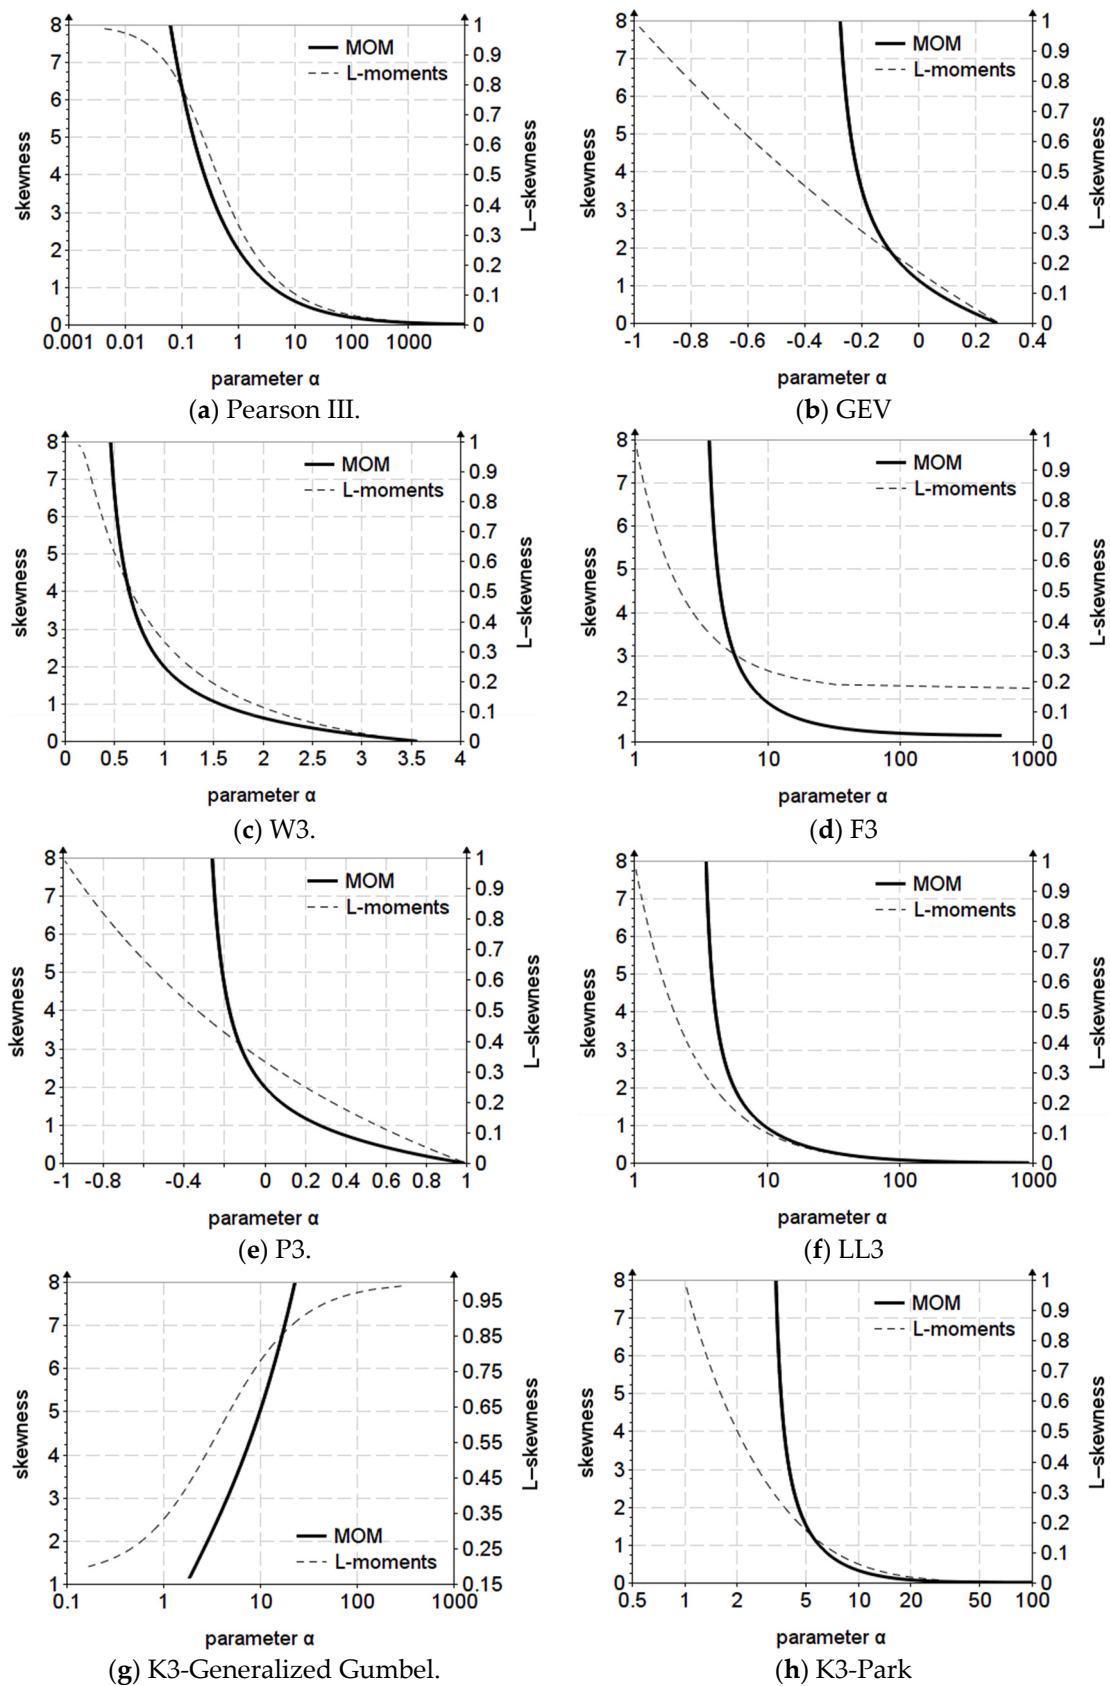 8
7
6
5
4
3
2
1
0
skewness
MOM
L-moments
1
0.9
0.8
0.7
0.6
0.5
0.4
0.3
0.2
0.1
0
L–skewness
0.001 0.01 0.1 1 10 100 1000
parameter α
(a) Pearson III.
8
7
6
5
4
3
2
1
0
skewness
MOM
L-moments
1
0.9
0.8
0.7
0.6
0.5
0.4
0.3
0.2
0.1
0
L–skewness
-1 -0.8 -0.6 -0.4 -0.2 0 0.2 0.4
parameter α
(b) GEV
8
7
6
5
4
3
2
1
0
skewness
MOM
L-moments
1
0.9
0.8
0.7
0.6
0.5
0.4
0.3
0.2
0.1
0
L–skewness
0 0.5 1 1.5 2 2.5 3 3.5 4
parameter α
(c) W3.
8
7
6
5
4
3
2
1
skewness
MOM
L-moments
1
0.9
0.8
0.7
0.6
0.5
0.4
0.3
0.2
0.1
0
L-skewness
1 10 100 1000
parameter α
(d) F3
8
7
6
5
4
3
2
1
0
skewness
MOM
L-moments
1
0.9
0.8
0.7
0.6
0.5
0.4
0.3
0.2
0.1
0
L–skewness
-1 -0.8 -0.4 0 0.2 0.4 0.6 0.8 1
parameter α
(e) P3.
8
7
6
5
4
3
2
1
0
skewness
MOM
L-moments
1
0.9
0.8
0.7
0.6
0.5
0.4
0.3
0.2
0.1
0
L–skewness
1 10 100 1000
parameter α
(f) LL3
8
7
6
5
4
3
2
1
skewness
MOM
L-moments
0.95
0.85
0.75
0.65
0.55
0.45
0.35
0.25
0.15
L–skewness
0.1 1 10 100 1000
parameter α
(g) K3-Generalized Gumbel.
8
7
6
5
4
3
2
1
0
skewness
MOM
L-moments
1
0.9
0.8
0.7
0.6
0.5
0.4
0.3
0.2
0.1
0
L–skewness
0.5 1 2 5 10 20 50 100
parameter α
(h) K3-Park